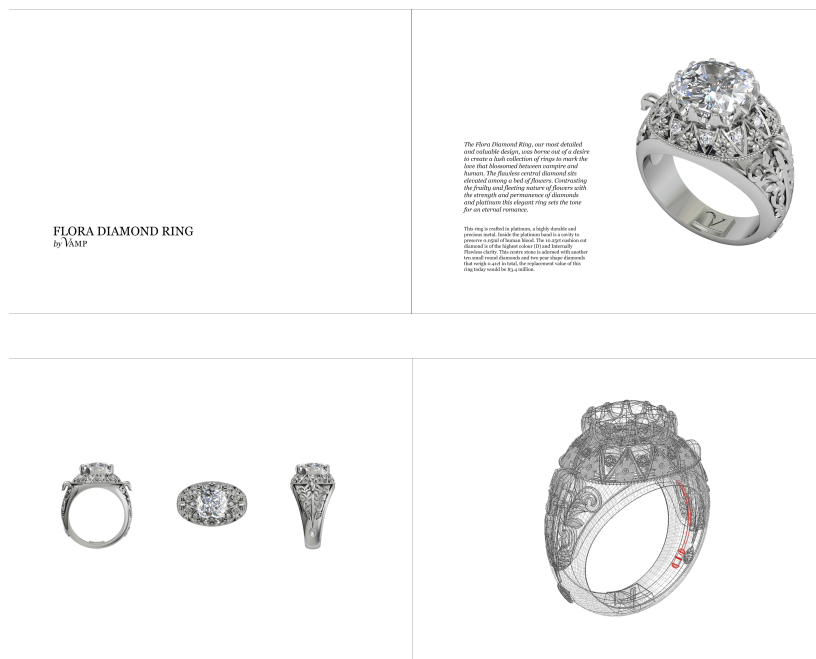 FLORA DIAMOND RING
by VAMP
The Flora Diamond Ring, our most detailed
and valuable design, was borne out of a desire
to create a lush collection of rings to mark the
love that blossomed between vampire and
human. The flawless central diamond sits
elevated among a bed of flowers. Contrasting
the frailty and fleeting nature of flowers with
the strength and permanence of diamonds
and platinum this elegant ring sets the tone
for an eternal romance.
This ring is crafted in platinum, a highly durable and
precious metal. Inside the platinum band is a cavity to
preserve 0.05ml of human blood. The 10.25ct cushion cut
diamond is of the highest colour (D) and Internally
Flawless clarity. This centre stone is adorned with another
ten small round diamonds and two pear shape diamonds
that weigh 0.41ct in total, the replacement value of this
ring today would be $3.4 million.